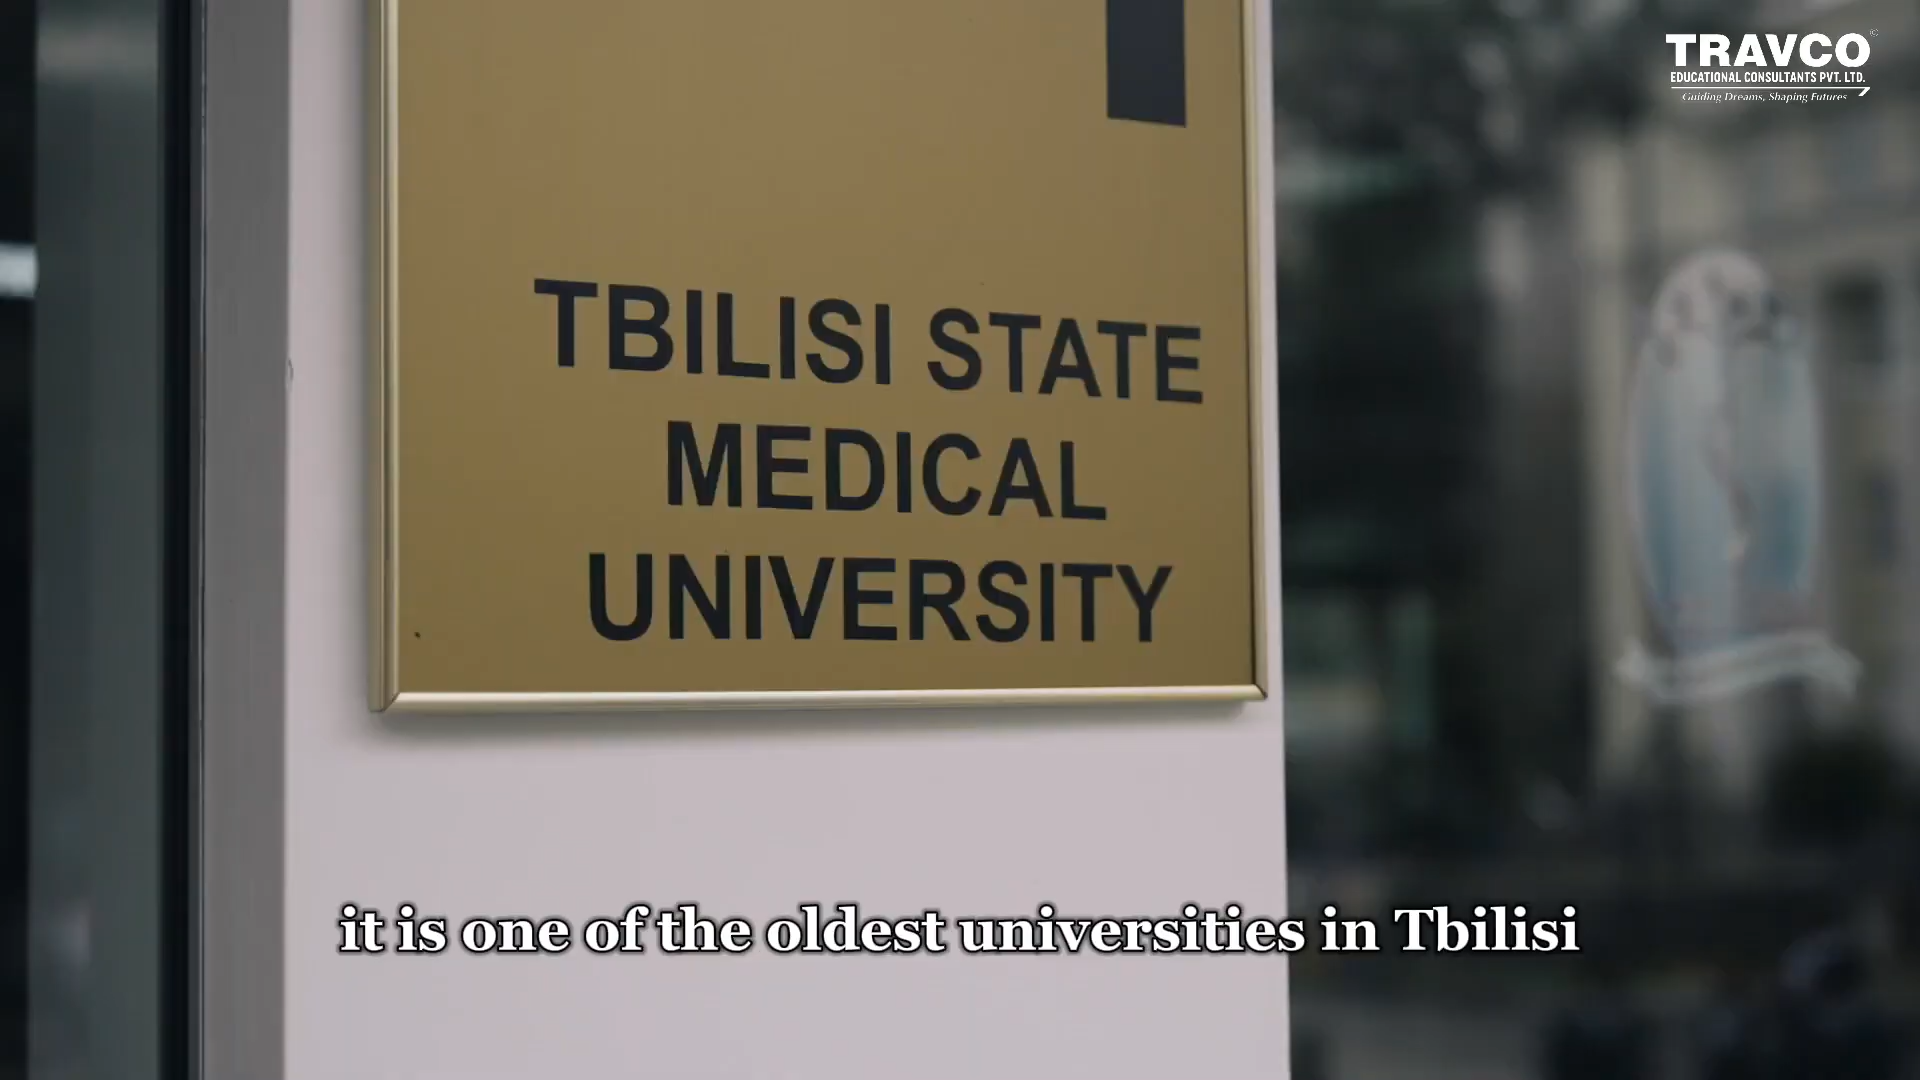 TRAVCO
EDUCATIONAL CONSULTANTS PVT. LTD.
Guiding Dreams, Shaping Futures
TBILISI STATE
MEDICAL
UNIVERSITY
it is one of the oldest universities in Tbilisi